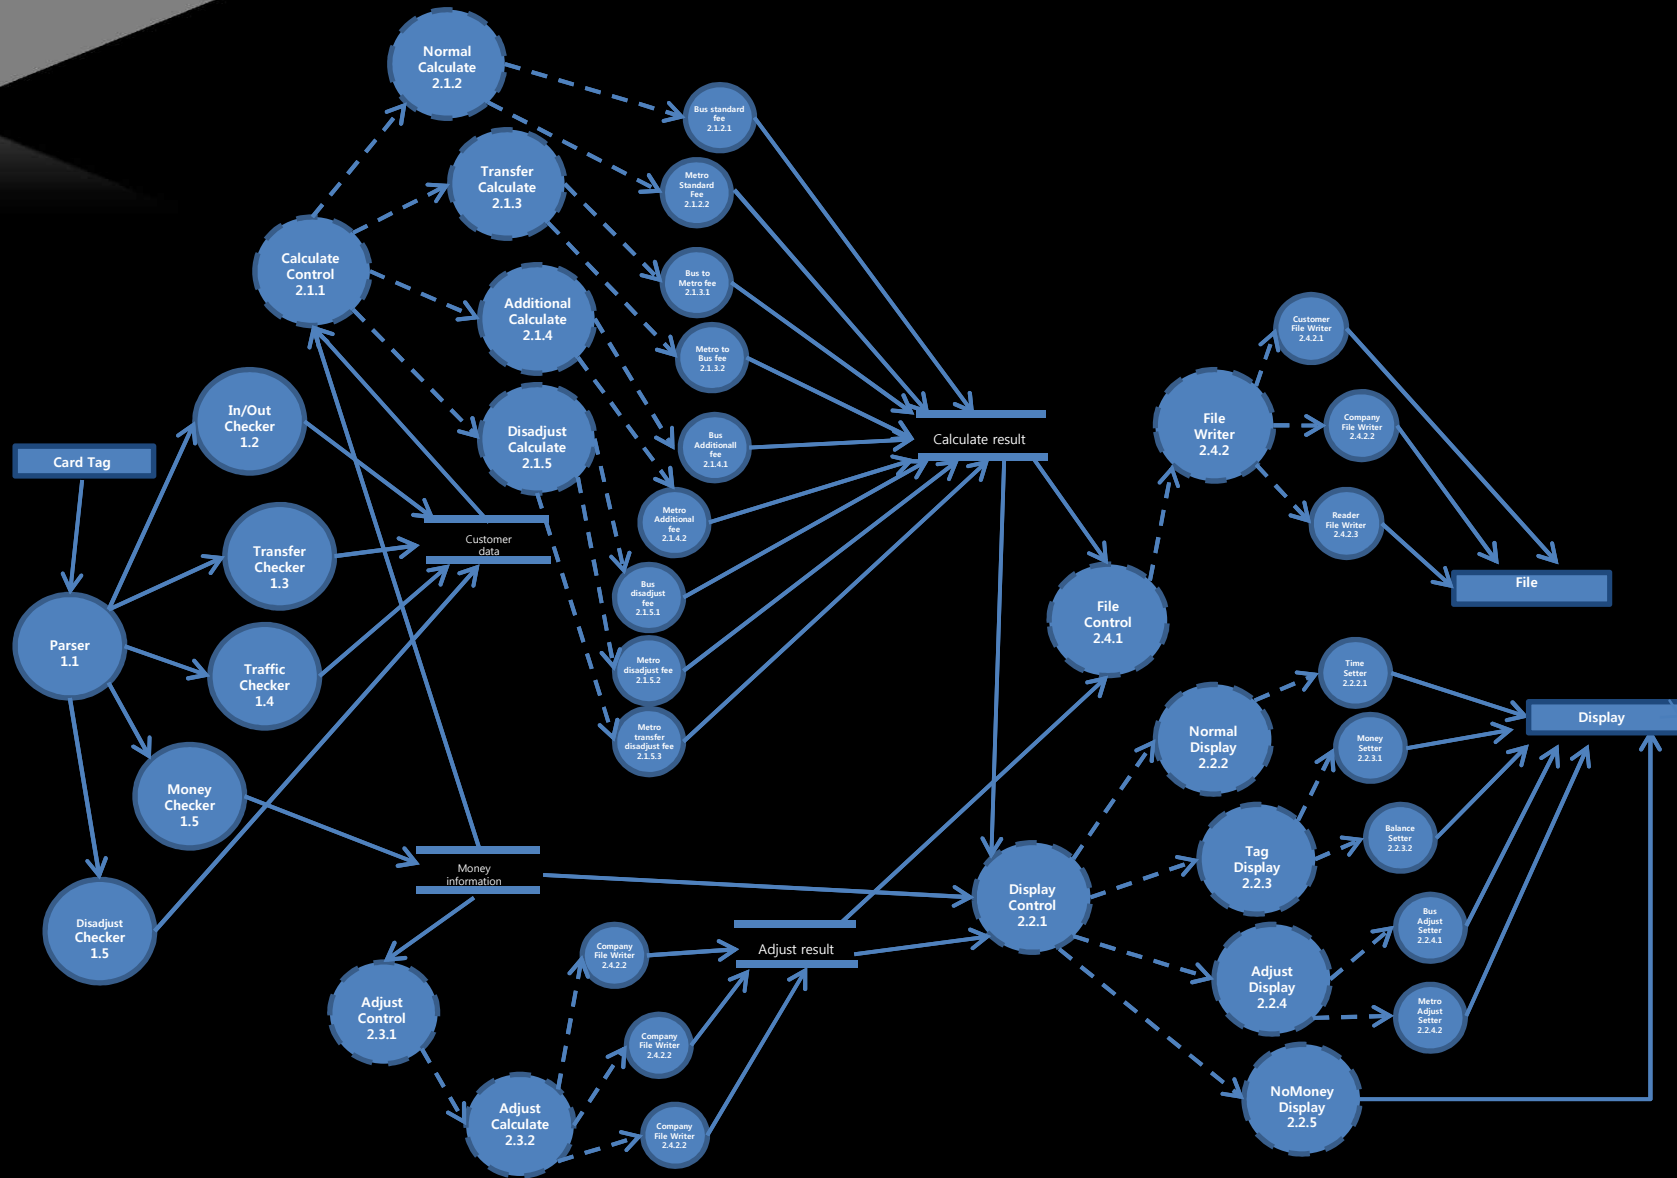 Normal
Calculate
2.1.2
Bus standard
fee
2.1.2.1
Transfer
Calculate
2.1.3
Metro
Standard
Fee
2.1.2.2
Calculate
Control
2.1.1
Bus to
Metro fee
2.1.3.1
Additional
Calculate
2.1.4
Metro to
Bus fee
2.1.3.2
Customer
File Writer
2.4.2.1
In/Out
Checker
1.2
Disadjust
Calculate
2.1.5
Bus
Additionall
fee
2.1.4.1
Calculate result
File
Writer
2.4.2
Company
File Writer
2.4.2.2
Card Tag
Metro
Additional
fee
2.1.4.2
Reader
File Writer
2.4.2.3
Customer
data
Transfer
Checker
1.3
Bus
disadjust
fee
2.1.5.1
File
Control
2.4.1
File
Parser
1.1
Traffic
Checker
1.4
Metro
disadjust fee
2.1.5.2
Time
Setter
2.2.2.1
Metro
transfer
disadjust fee
2.1.5.3
Normal
Display
2.2.2
Display
Money
Setter
2.2.3.1
Money
Checker
1.5
Balance
Setter
2.2.3.2
Tag
Display
2.2.3
Money
information
Display
Control
2.2.1
Disadjust
Checker
1.5
Company
File Writer
2.4.2.2
Adjust result
Bus
Adjust
Setter
2.2.4.1
Adjust
Control
2.3.1
Adjust
Display
2.2.4
Metro
Adjust
Setter
2.2.4.2
Company
File Writer
2.4.2.2
Adjust
Calculate
2.3.2
Company
File Writer
2.4.2.2
NoMoney
Display
2.2.5